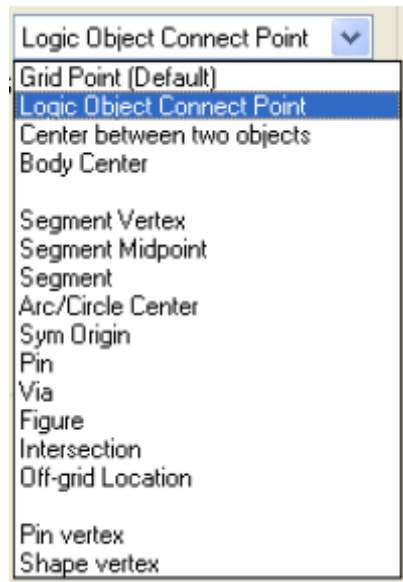 Logic Object Connect Point
Grid Point (Default)
Logic Object Connect Point
Center between two objects
Body Center
Segment Vertex
Segment Midpoint
Segment
Arc/Circle Center
Sym Origin
Pin
Via
Figure
Intersection
Off-grid Location
Pin vertex
Shape vertex